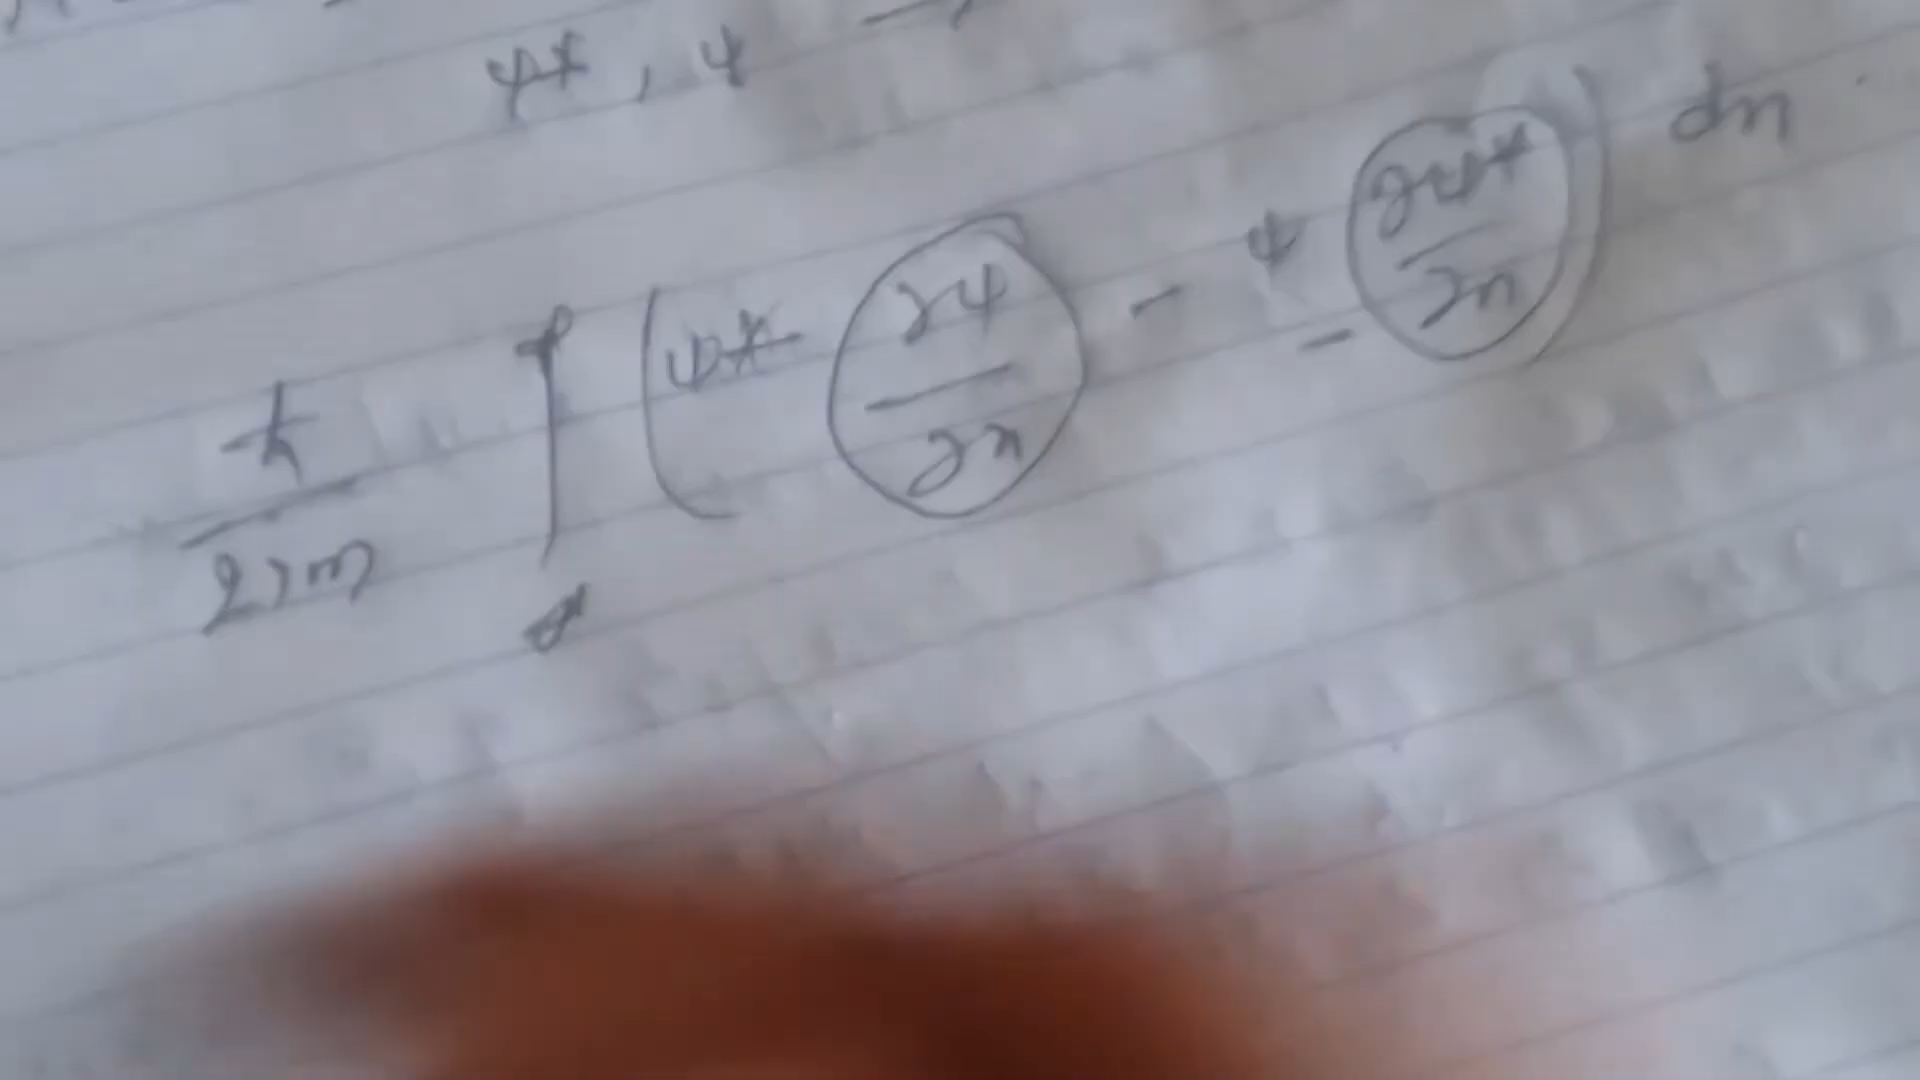 ψ*, ψ →
ħ/2im ∫ (ψ* ∂ψ/∂x - ψ ∂ψ*/∂x) dx